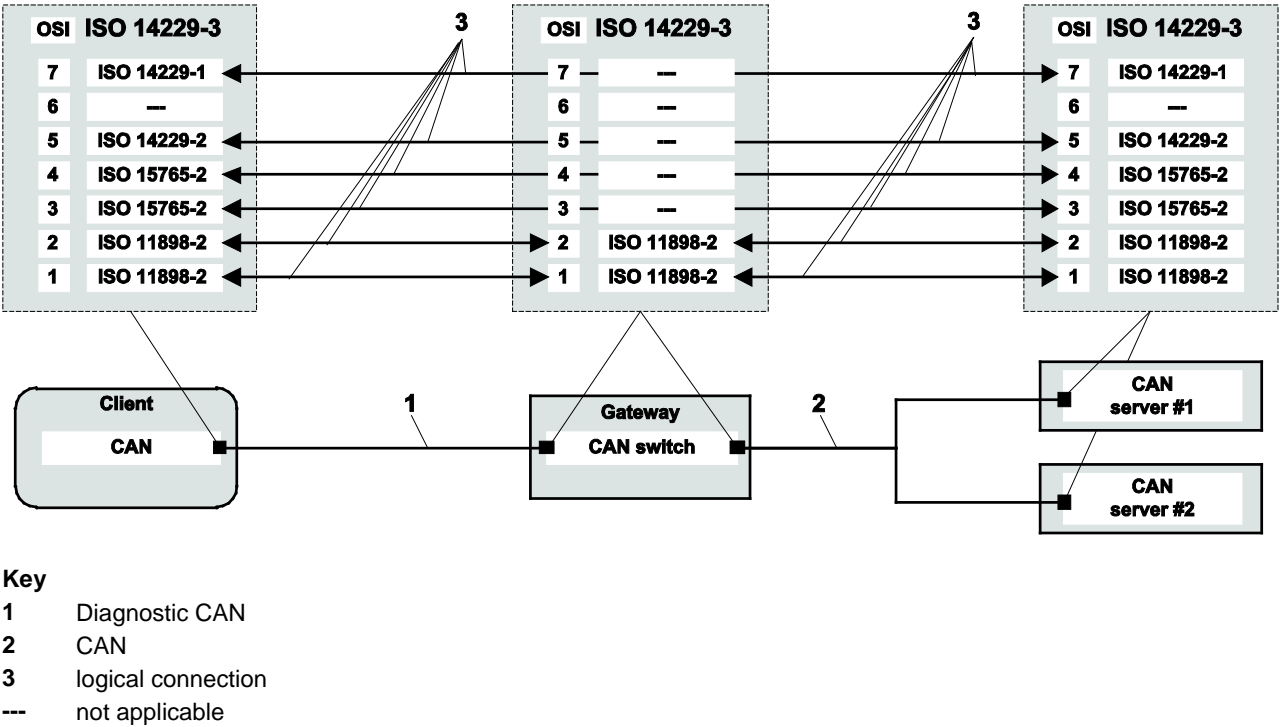 3
3
OSI ISO 14229-3
7 ISO 14229-1
6 ---
5 ISO 14229-2
4 ISO 15765-2
3 ISO 15765-2
2 ISO 11898-2
1 ISO 11898-2
OSI ISO 14229-3
7 ---
6 ---
5 ---
4 ---
3 ---
2 ISO 11898-2
1 ISO 11898-2
OSI ISO 14229-3
7 ISO 14229-1
6 ---
5 ISO 14229-2
4 ISO 15765-2
3 ISO 15765-2
2 ISO 11898-2
1 ISO 11898-2
Client
CAN
1
Gateway
CAN switch
2
CAN
server #1
CAN
server #2
Key
1 Diagnostic CAN
2 CAN
3 logical connection
--- not applicable